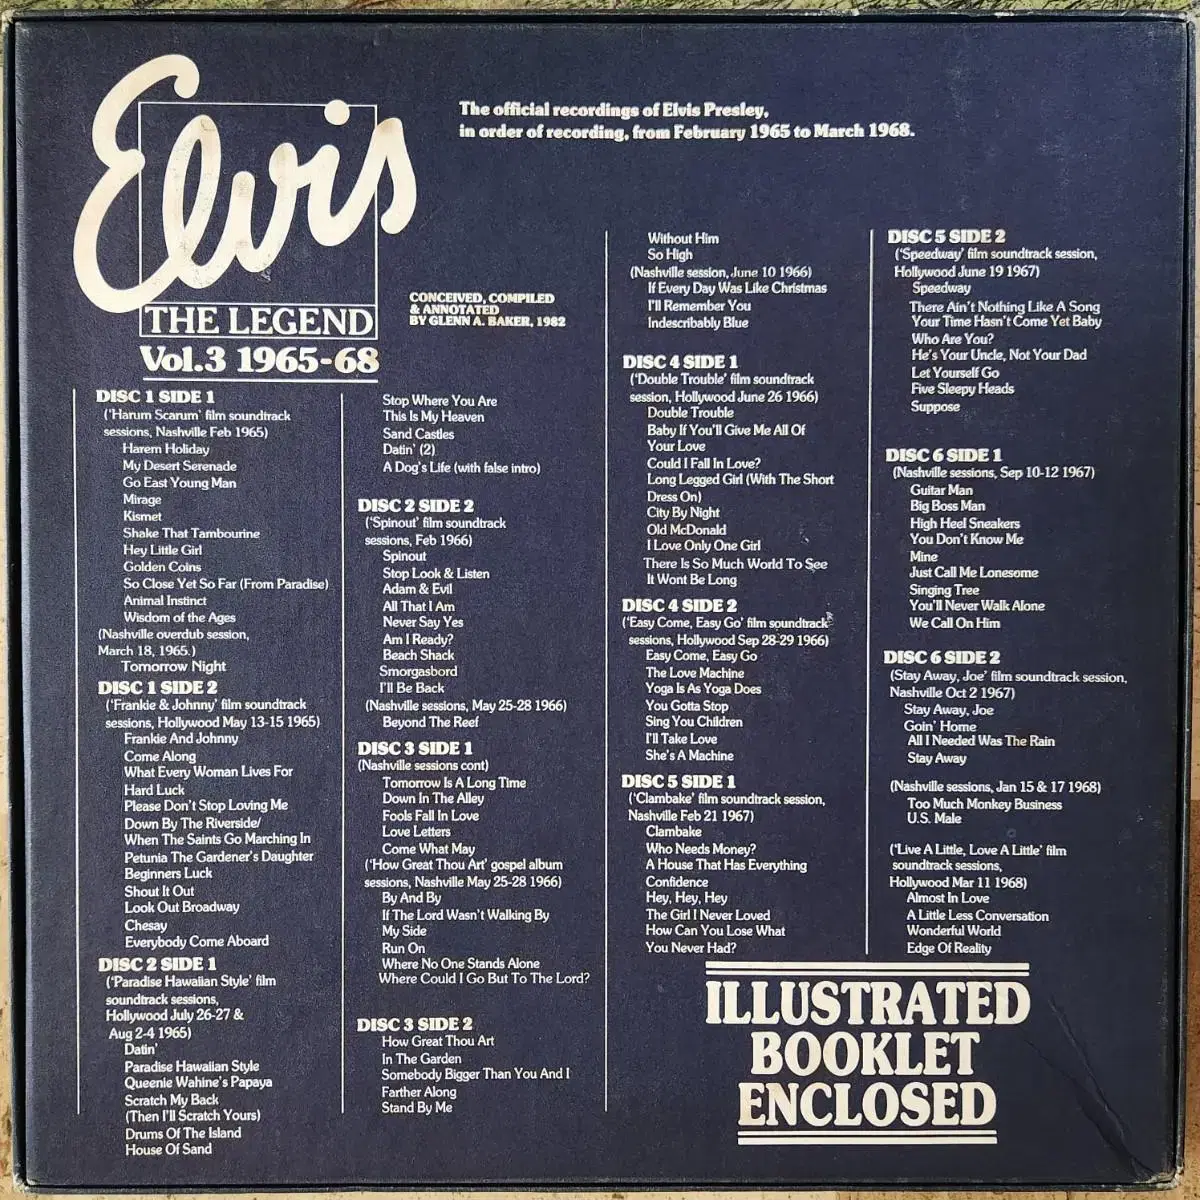 Elvis
THE LEGEND
Vol.3 1965-68
The official recordings of Elvis Presley,
in order of recording, from February 1965 to March 1968.
CONCEIVED, COMPILED
& ANNOTATED
BY GLENN A. BAKER, 1982
DISC 1 SIDE 1
('Harum Scarum' film soundtrack
sessions, Nashville Feb 1965)
Harem Holiday
My Desert Serenade
Go East Young Man
Mirage
Kismet
Shake That Tambourine
Hey Little Girl
Golden Coins
So Close Yet So Far (From Paradise)
Animal Instinct
Wisdom of the Ages
(Nashville overdub session,
March 18, 1965.)
Tomorrow Night
DISC 1 SIDE 2
('Frankie & Johnny' film soundtrack
sessions, Hollywood May 13-15 1965)
Frankie And Johnny
Come Along
What Every Woman Lives For
Hard Luck
Please Don't Stop Loving Me
Down By The Riverside/
When The Saints Go Marching In
Petunia The Gardener's Daughter
Beginners Luck
Shout It Out
Look Out Broadway
Chesay
Everybody Come Aboard
DISC 2 SIDE 1
('Paradise Hawaiian Style' film
soundtrack sessions,
Hollywood July 26-27 &
Aug 2-4 1965)
Datin'
Paradise Hawaiian Style
Queenie Wahine's Papaya
Scratch My Back
(Then I'll Scratch Yours)
Drums Of The Island
House Of Sand
Stop Where You Are
This Is My Heaven
Sand Castles
Datin' (2)
A Dog's Life (with false intro)
DISC 2 SIDE 2
('Spinout' film soundtrack
sessions, Feb 1966)
Spinout
Stop Look & Listen
Adam & Evil
All That I Am
Never Say Yes
Am I Ready?
Beach Shack
Smorgasbord
I'll Be Back
(Nashville sessions, May 25-28 1966)
Beyond The Reef
DISC 3 SIDE 1
(Nashville sessions cont)
Tomorrow Is A Long Time
Down In The Alley
Fools Fall In Love
Love Letters
Come What May
('How Great Thou Art' gospel album
sessions, Nashville May 25-28 1966)
By And By
If The Lord Wasn't Walking By
My Side
Run On
Where No One Stands Alone
Where Could I Go But To The Lord?
DISC 3 SIDE 2
How Great Thou Art
In The Garden
Somebody Bigger Than You And I
Farther Along
Stand By Me
Without Him
So High
(Nashville session, June 10 1966)
If Every Day Was Like Christmas
I'll Remember You
Indescribably Blue
DISC 4 SIDE 1
('Double Trouble' film soundtrack
session, Hollywood June 26 1966)
Double Trouble
Baby If You'll Give Me All Of
Your Love
Could I Fall In Love?
Long Legged Girl (With The Short
Dress On)
City By Night
Old McDonald
I Love Only One Girl
There Is So Much World To See
It Wont Be Long
DISC 4 SIDE 2
('Easy Come, Easy Go' film soundtrack
sessions, Hollywood Sep 28-29 1966)
Easy Come, Easy Go
The Love Machine
Yoga Is As Yoga Does
You Gotta Stop
Sing You Children
I'll Take Love
She's A Machine
DISC 5 SIDE 1
('Clambake' film soundtrack session,
Nashville Feb 21 1967)
Clambake
Who Needs Money?
A House That Has Everything
Confidence
Hey, Hey, Hey
The Girl I Never Loved
How Can You Lose What
You Never Had?
DISC 5 SIDE 2
('Speedway' film soundtrack session,
Hollywood June 19 1967)
Speedway
There Ain't Nothing Like A Song
Your Time Hasn't Come Yet Baby
Who Are You?
He's Your Uncle, Not Your Dad
Let Yourself Go
Five Sleepy Heads
Suppose
DISC 6 SIDE 1
(Nashville sessions, Sep 10-12 1967)
Guitar Man
Big Boss Man
High Heel Sneakers
You Don't Know Me
Mine
Just Call Me Lonesome
Singing Tree
You'll Never Walk Alone
We Call On Him
DISC 6 SIDE 2
(Stay Away, Joe' film soundtrack session,
Nashville Oct 2 1967)
Stay Away, Joe
Goin' Home
All I Needed Was The Rain
Stay Away
(Nashville sessions, Jan 15 & 17 1968)
Too Much Monkey Business
U.S. Male
('Live A Little, Love A Little' film
soundtrack sessions,
Hollywood Mar 11 1968)
Almost In Love
A Little Less Conversation
Wonderful World
Edge Of Reality
ILLUSTRATED
BOOKLET
ENCLOSED